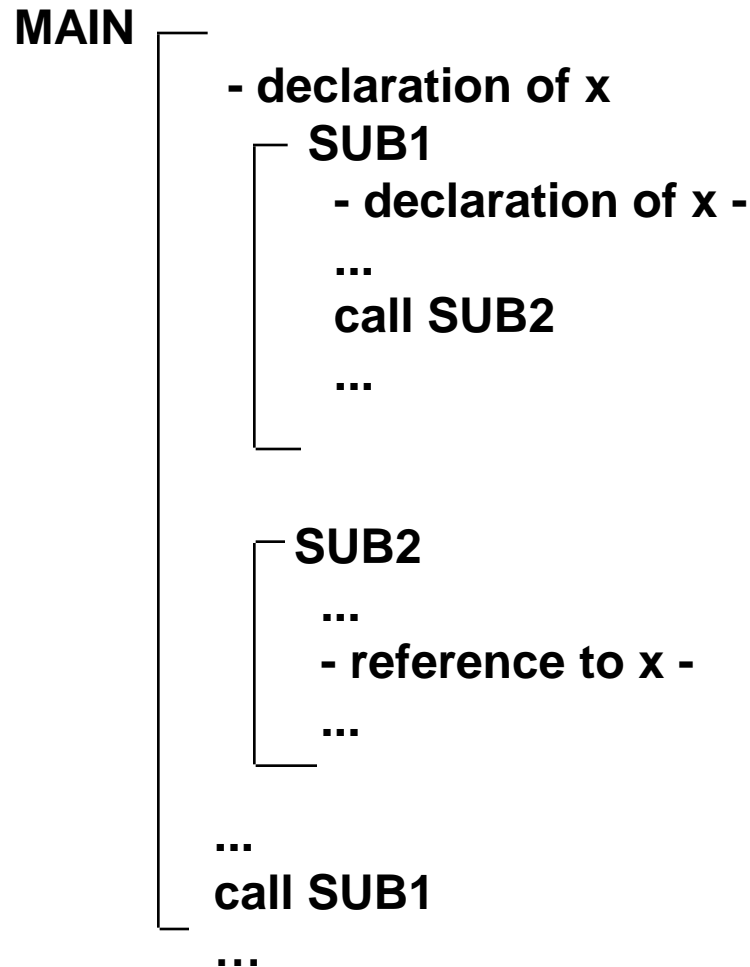 MAIN
- declaration of x
SUB1
- declaration of x -
...
call SUB2
...
SUB2
...
- reference to x -
...
...
call SUB1
...